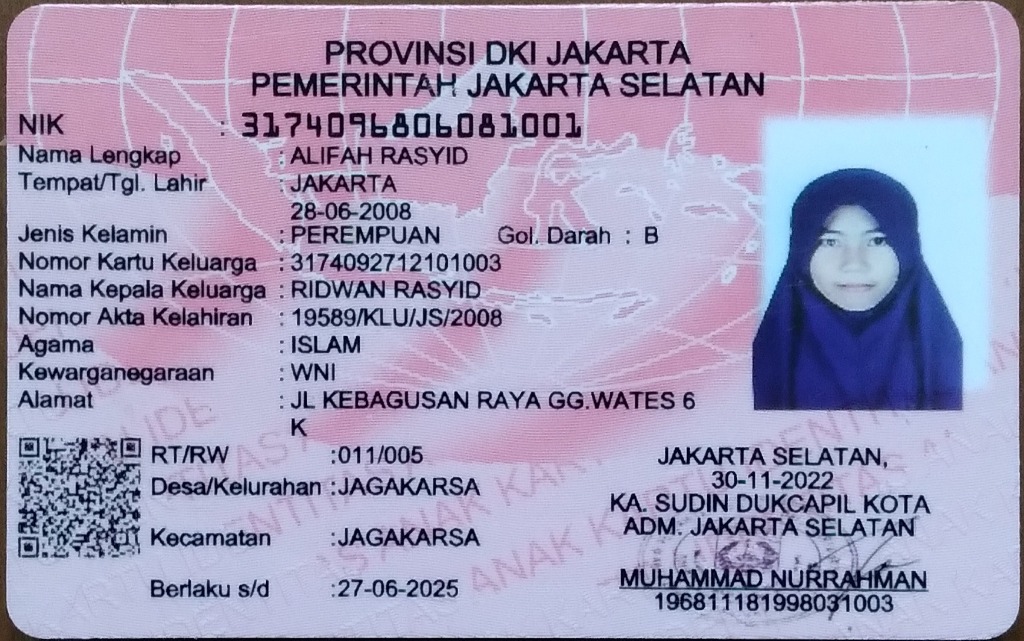 PROVINSI DKI JAKARTA
PEMERINTAH JAKARTA SELATAN
NIK : 3174096806081001
Nama Lengkap : ALIFAH RASYID
Tempat/Tgl. Lahir : JAKARTA
28-06-2008
Jenis Kelamin : PEREMPUAN Gol. Darah : B
Nomor Kartu Keluarga : 3174092712101003
Nama Kepala Keluarga : RIDWAN RASYID
Nomor Akta Kelahiran : 19589/KLU/JS/2008
Agama : ISLAM
Kewarganegaraan : WNI
Alamat : JL KEBAGUSAN RAYA GG.WATES 6
K
RT/RW :011/005
Desa/Kelurahan :JAGAKARSA
Kecamatan :JAGAKARSA
Berlaku s/d :27-06-2025
JAKARTA SELATAN,
30-11-2022
KA. SUDIN DUKCAPIL KOTA
ADM. JAKARTA SELATAN
MUHAMMAD NURRAHMAN
196811181998031003